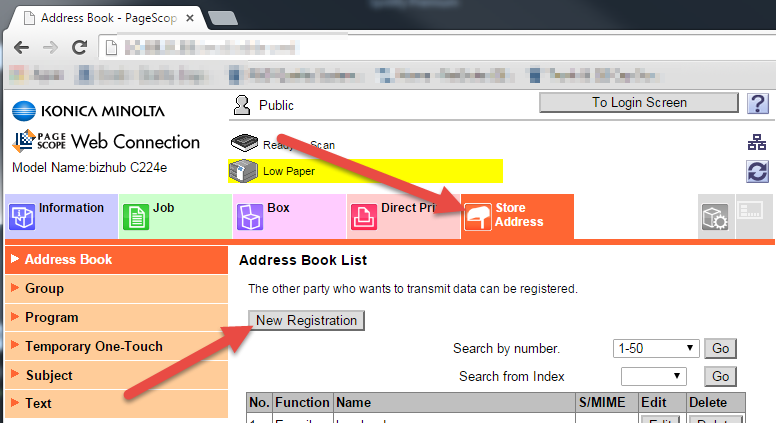 Address Book - PageScop
KONICA MINOLTA
PAGE SCOPE Web Connection
Model Name:bizhub C224e
Public
To Login Screen
?
Scan
Low Paper
Information
Job
Box
Direct
Store Address
Address Book
Group
Program
Temporary One-Touch
Subject
Text
Address Book List
The other party who wants to transmit data can be registered.
New Registration
Search by number.
1-50
Go
Search from Index
Go
No. Function Name S/MIME Edit Delete